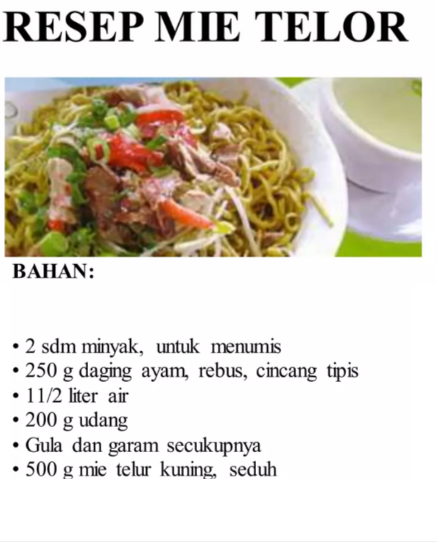 RESEP MIE TELOR
BAHAN:
• 2 sdm minyak, untuk menumis
• 250 g daging ayam, rebus, cincang tipis
• 11/2 liter air
• 200 g udang
• Gula dan garam secukupnya
• 500 g mie telur kuning, seduh